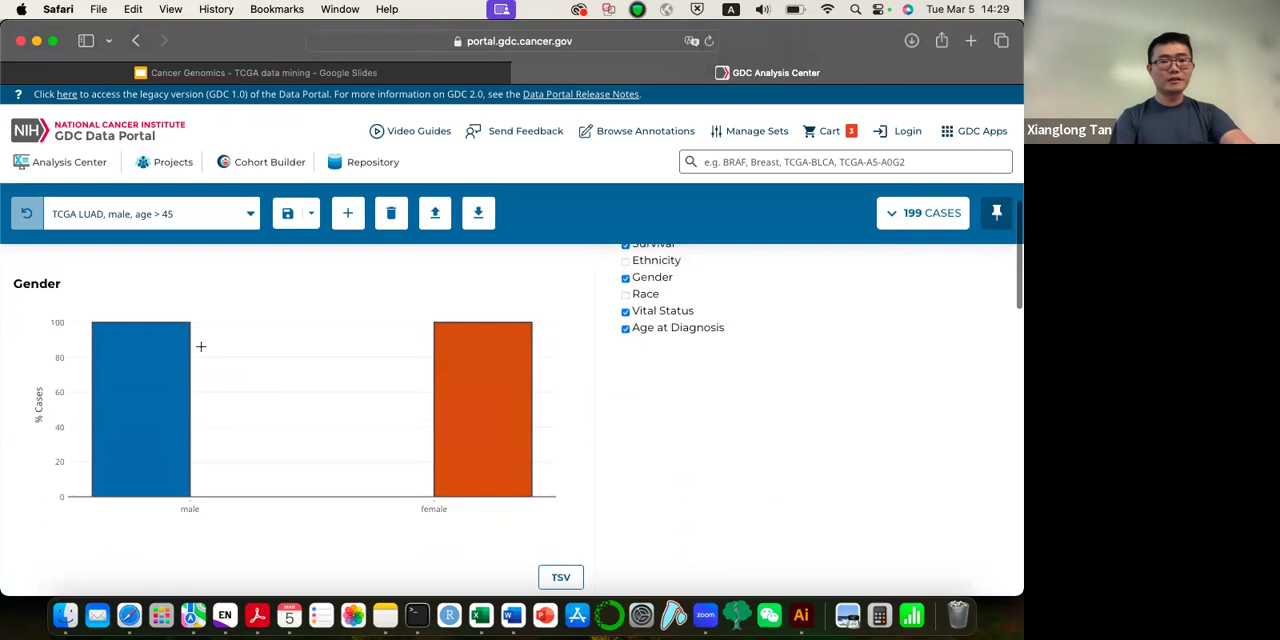 Safari File Edit View History Bookmarks Window Help A Tue Mar 5 14:29
portal.gdc.cancer.gov
Cancer Genomics - TCGA data mining - Google Slides GDC Analysis Center
? Click here to access the legacy version (GDC 1.0) of the Data Portal. For more information on GDC 2.0, see the Data Portal Release Notes.
NIH NATIONAL CANCER INSTITUTE
GDC Data Portal
Video Guides Send Feedback Browse Annotations Manage Sets Cart 3 Login GDC Apps
Analysis Center Projects Cohort Builder Repository
e.g. BRAF, Breast, TCGA-BLCA, TCGA-A5-A0G2
TCGA LUAD, male, age > 45
199 CASES
Survival
Ethnicity
Gender
Race
Vital Status
Age at Diagnosis
Gender
100
80
60
40
20
0
% Cases
male female
TSV
Xianglong Tan
EN MAR 5 R X W P zoom Ai